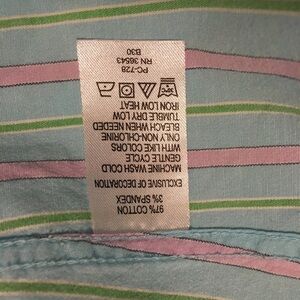 97% COTTON
3% SPANDEX
EXCLUSIVE OF DECORATION
MACHINE WASH COLD
GENTLE CYCLE
WITH LIKE COLORS
ONLY NON-CHLORINE
BLEACH WHEN NEEDED
TUMBLE DRY LOW
IRON LOW HEAT
RN 36543
PC-728
B30